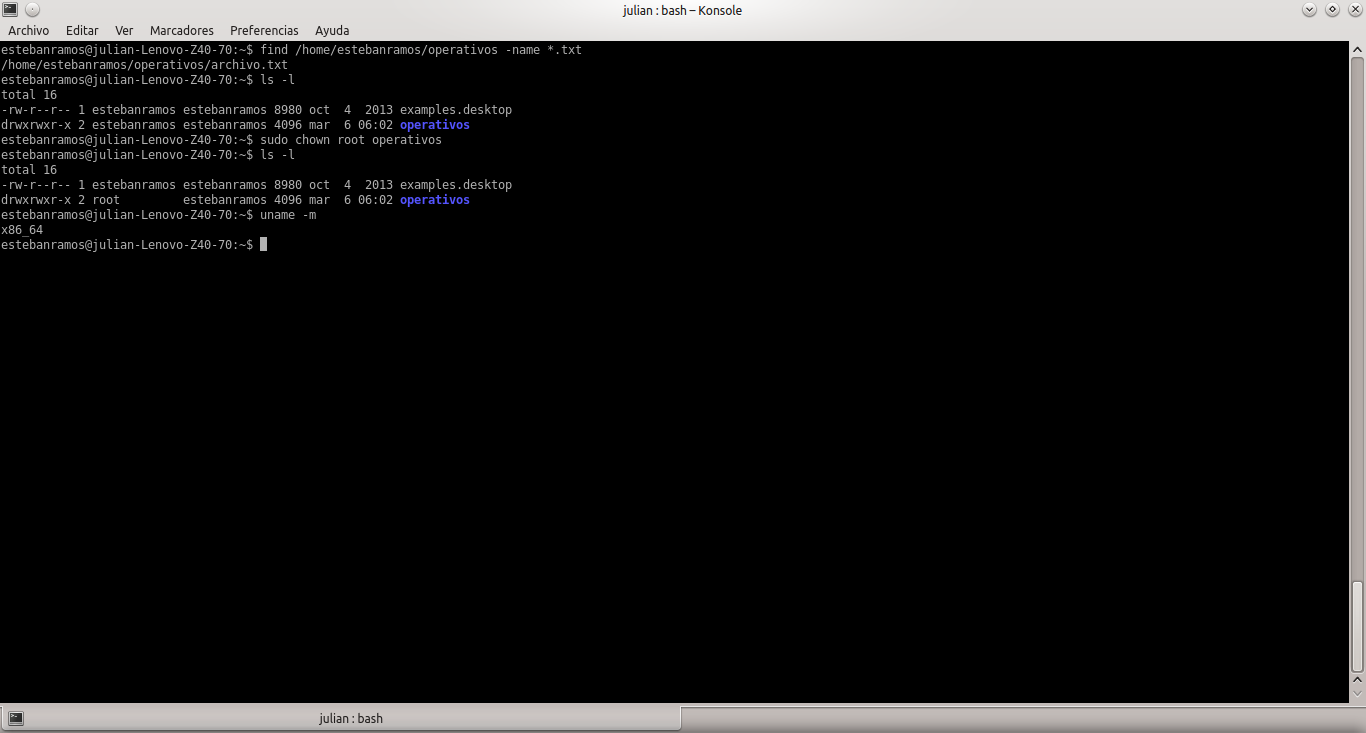 julian : bash – Konsole
Archivo Editar Ver Marcadores Preferencias Ayuda
estebanramos@julian-Lenovo-Z40-70:~$ find /home/estebanramos/operativos -name *.txt
/home/estebanramos/operativos/archivo.txt
estebanramos@julian-Lenovo-Z40-70:~$ ls -l
total 16
-rw-r--r-- 1 estebanramos estebanramos 8980 oct  4  2013 examples.desktop
drwxrwxr-x 2 estebanramos estebanramos 4096 mar  6 06:02 operativos
estebanramos@julian-Lenovo-Z40-70:~$ sudo chown root operativos
estebanramos@julian-Lenovo-Z40-70:~$ ls -l
total 16
-rw-r--r-- 1 estebanramos estebanramos 8980 oct  4  2013 examples.desktop
drwxrwxr-x 2 root         estebanramos 4096 mar  6 06:02 operativos
estebanramos@julian-Lenovo-Z40-70:~$ uname -m
x86_64
estebanramos@julian-Lenovo-Z40-70:~$
julian : bash